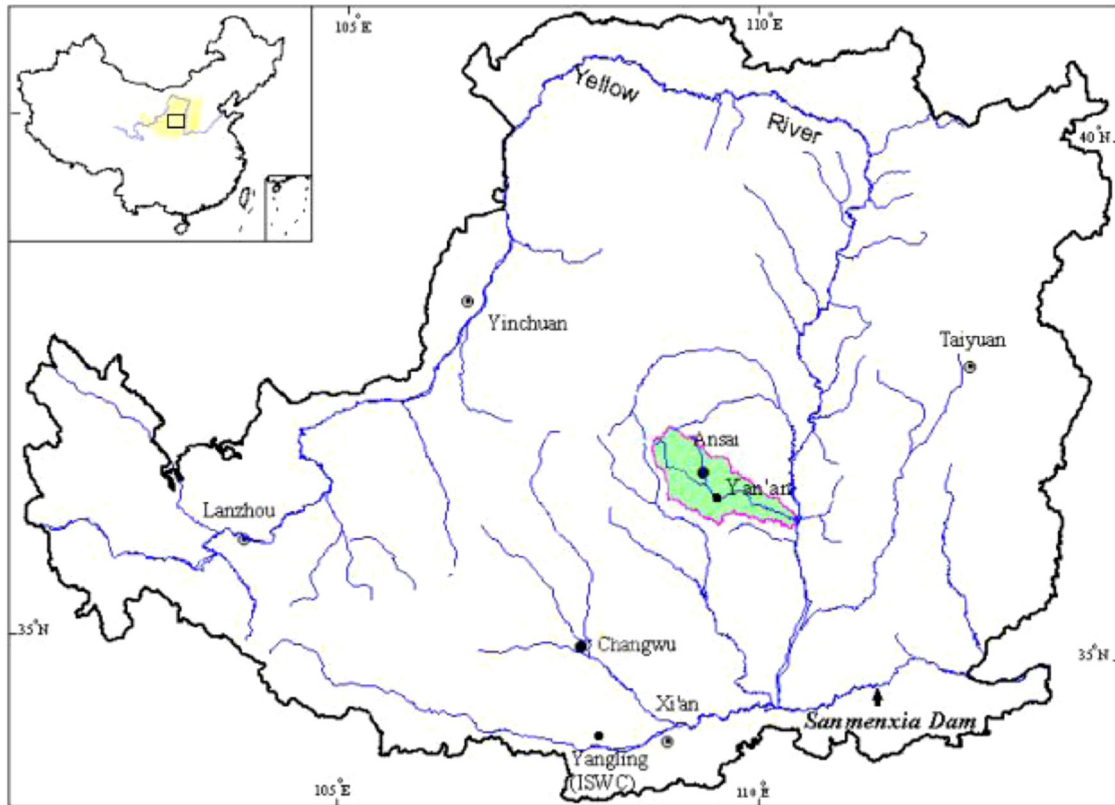 105°E
110°E
Yellow
River
40°N
Yinchuan
Taiyuan
Ansai
Yan'an
Lanzhou
35°N
Changwu
35°N
Xi'an
Sanmenxia Dam
Yangling
(ISWC)
105°E
110°E